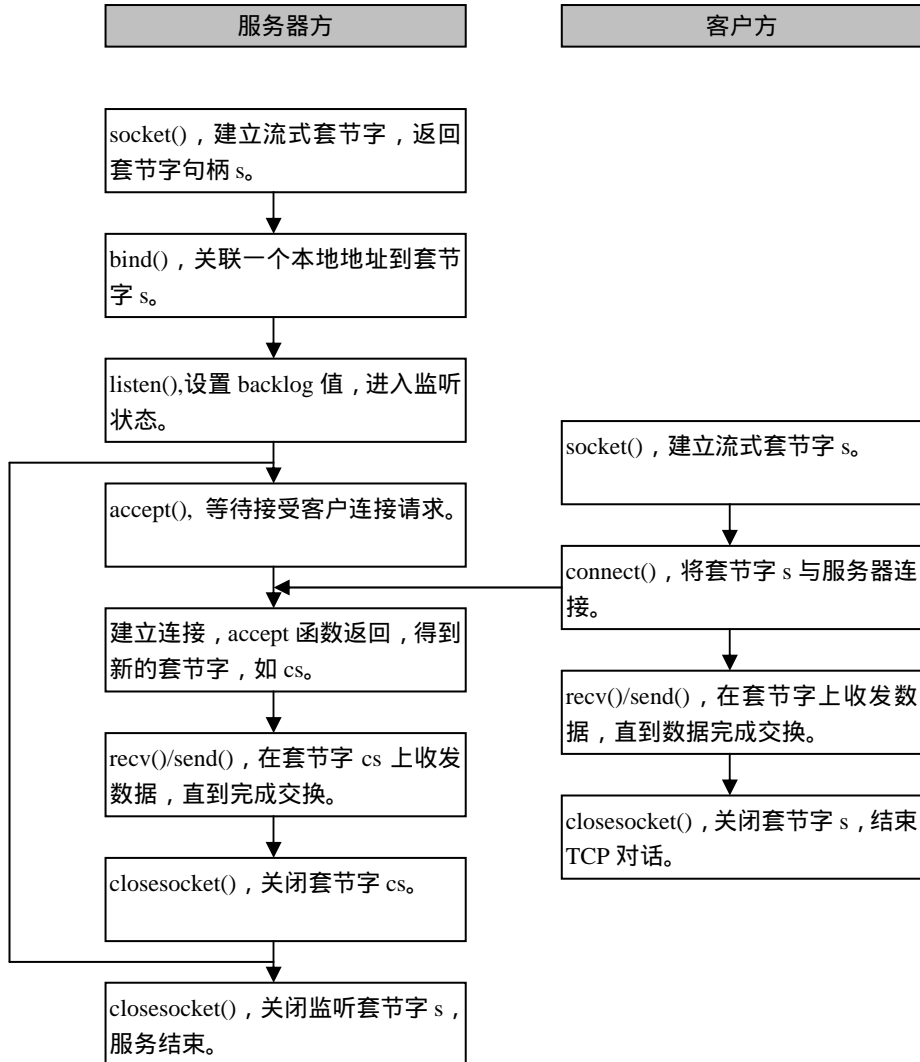 服务器方
客户方
socket()，建立流式套节字，返回
套节字句柄 s。
bind()，关联一个本地地址到套节
字 s。
listen(),设置 backlog 值，进入监听
状态。
accept(), 等待接受客户连接请求。
建立连接，accept 函数返回，得到
新的套节字，如 cs。
recv()/send()，在套节字 cs 上收发
数据，直到完成交换。
closesocket()，关闭套节字 cs。
closesocket()，关闭监听套节字 s，
服务结束。
socket()，建立流式套节字 s。
connect()，将套节字 s 与服务器连
接。
recv()/send()，在套节字上收发数
据，直到数据完成交换。
closesocket()，关闭套节字 s，结束
TCP 对话。